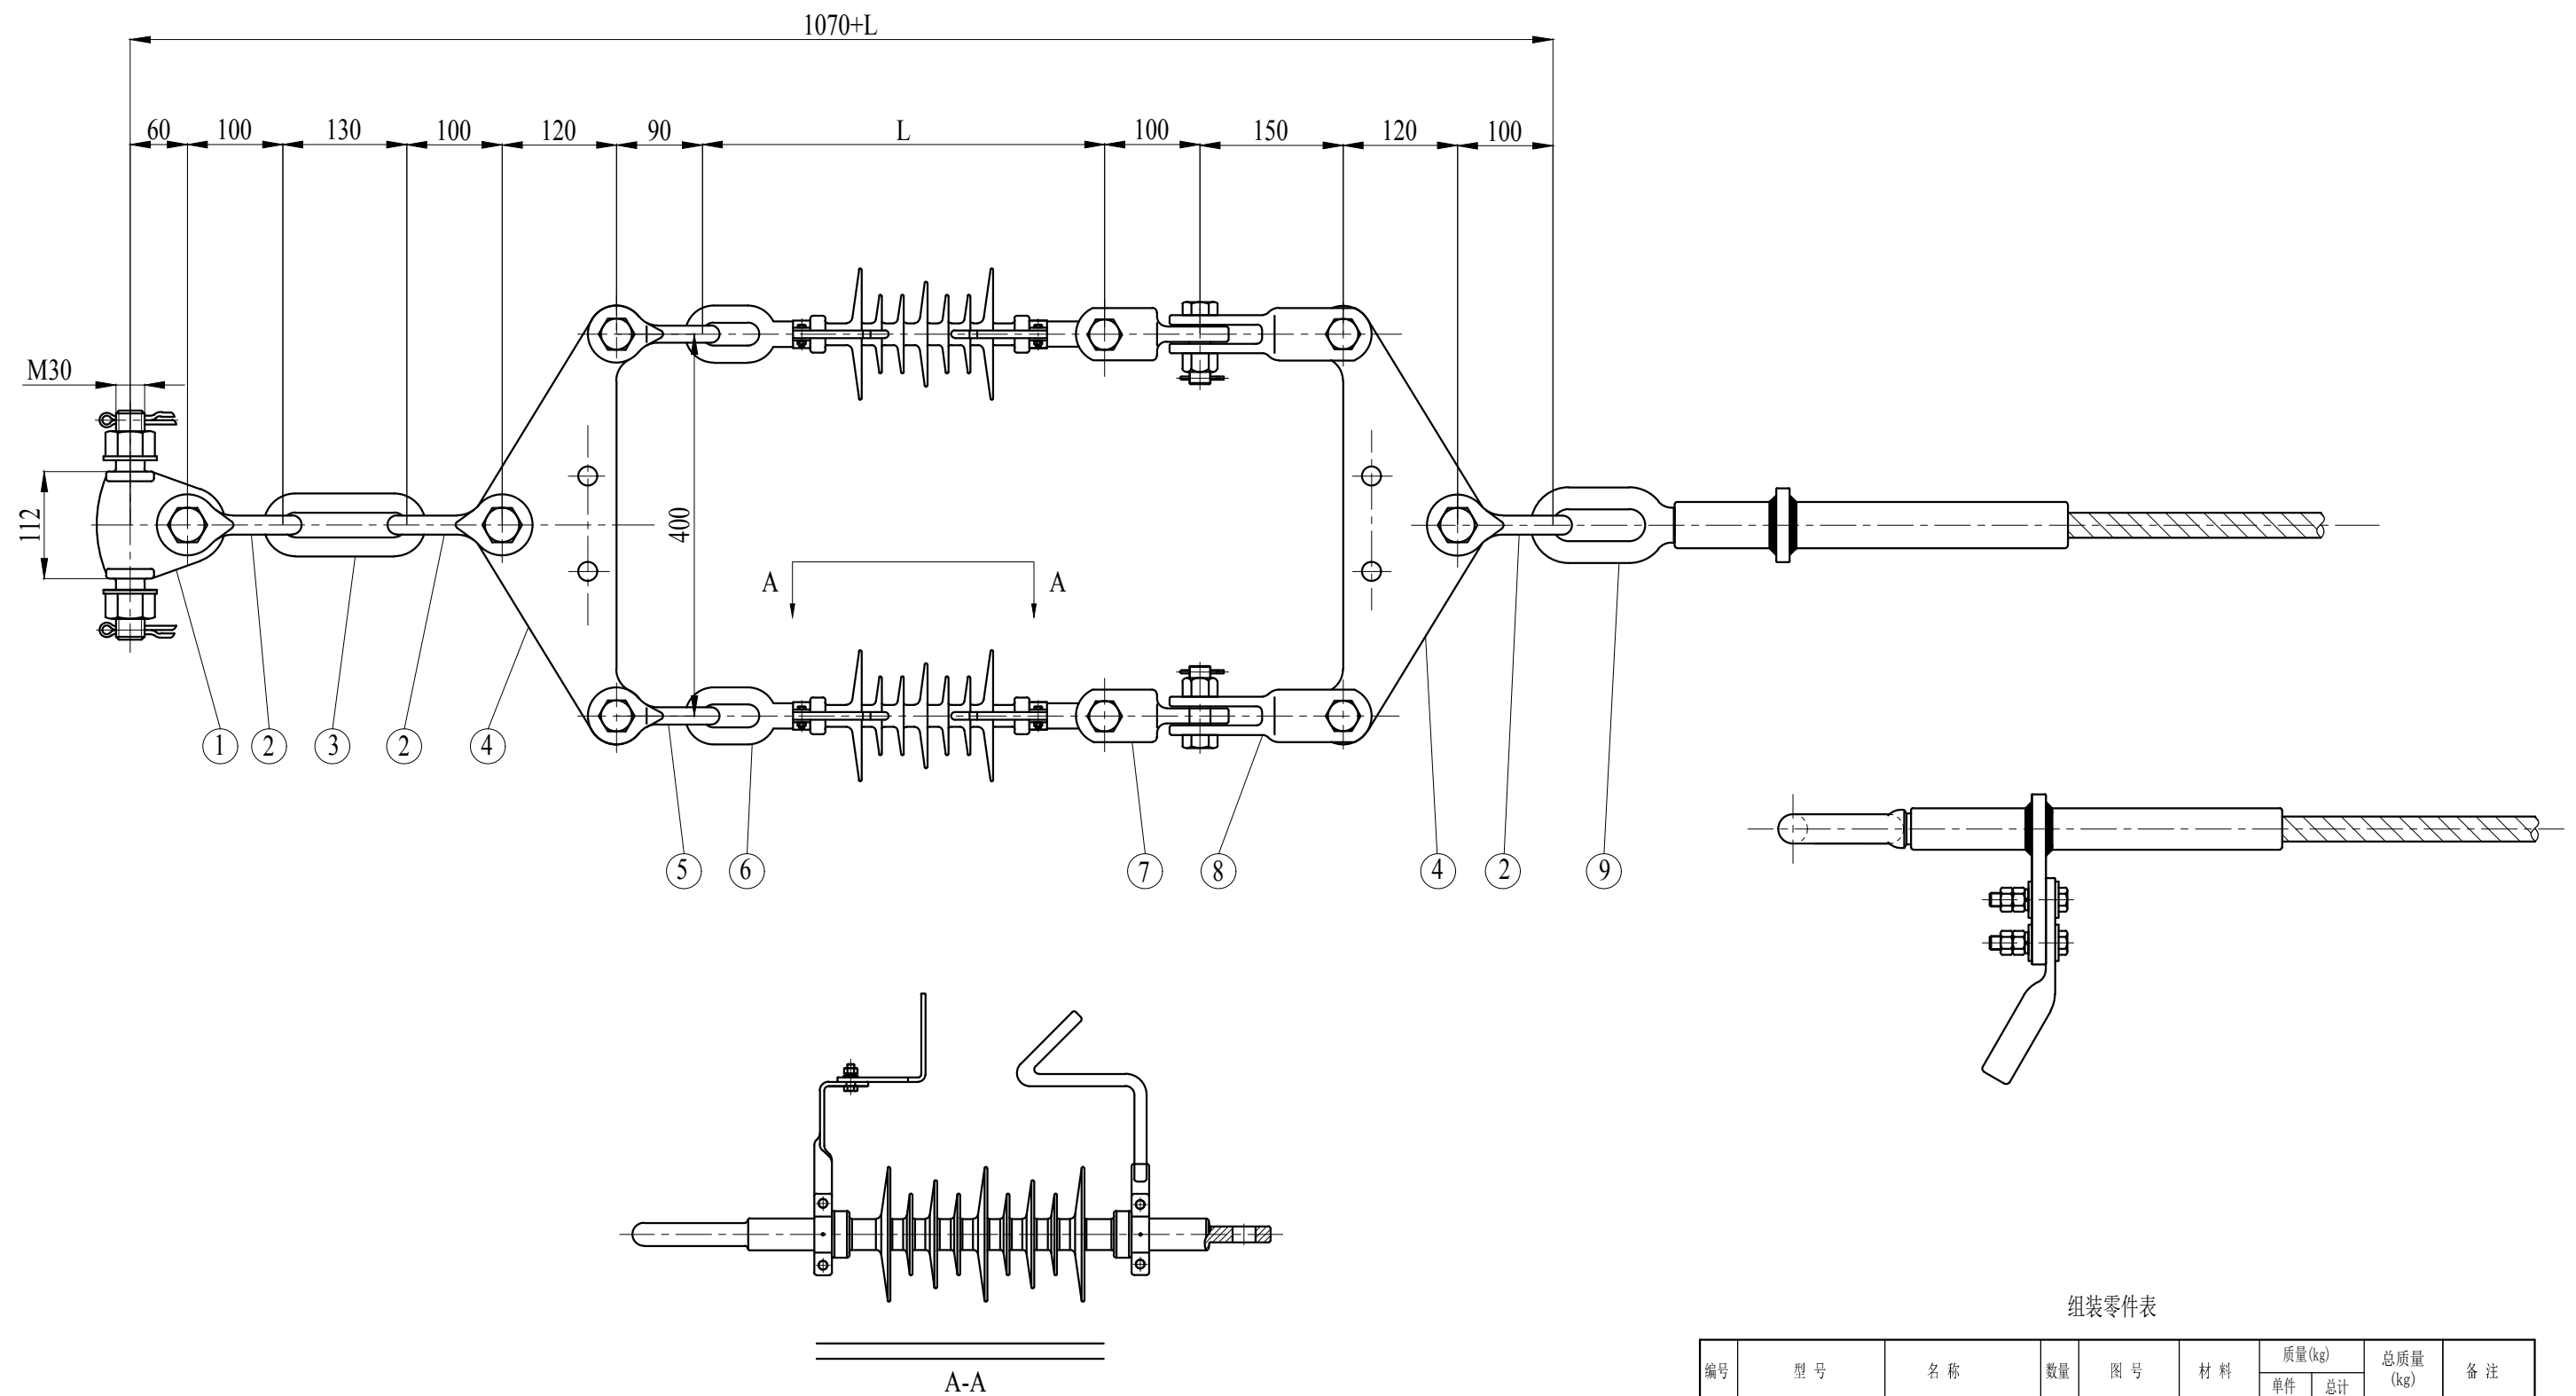 1070+L
60 100 130 100 120 90 L 100 150 120 100
M30
112
400
A A
1 2 3 2 4
5 6 7 8 4 2 9
A-A
组装零件表
编号 型号 名称 数量 图号 材料 质量(kg) 总质量(kg) 备注
单件 总计